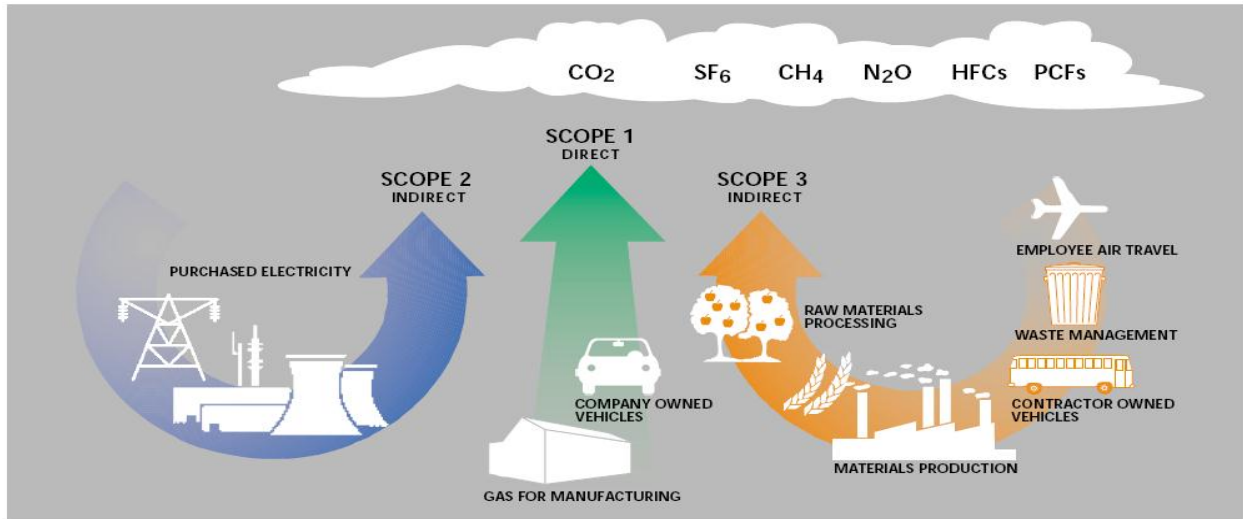 CO2 SF6 CH4 N2O HFCs PCFs
SCOPE 1
DIRECT
SCOPE 2
INDIRECT
SCOPE 3
INDIRECT
PURCHASED ELECTRICITY
COMPANY OWNED
VEHICLES
GAS FOR MANUFACTURING
RAW MATERIALS
PROCESSING
MATERIALS PRODUCTION
EMPLOYEE AIR TRAVEL
WASTE MANAGEMENT
CONTRACTOR OWNED
VEHICLES